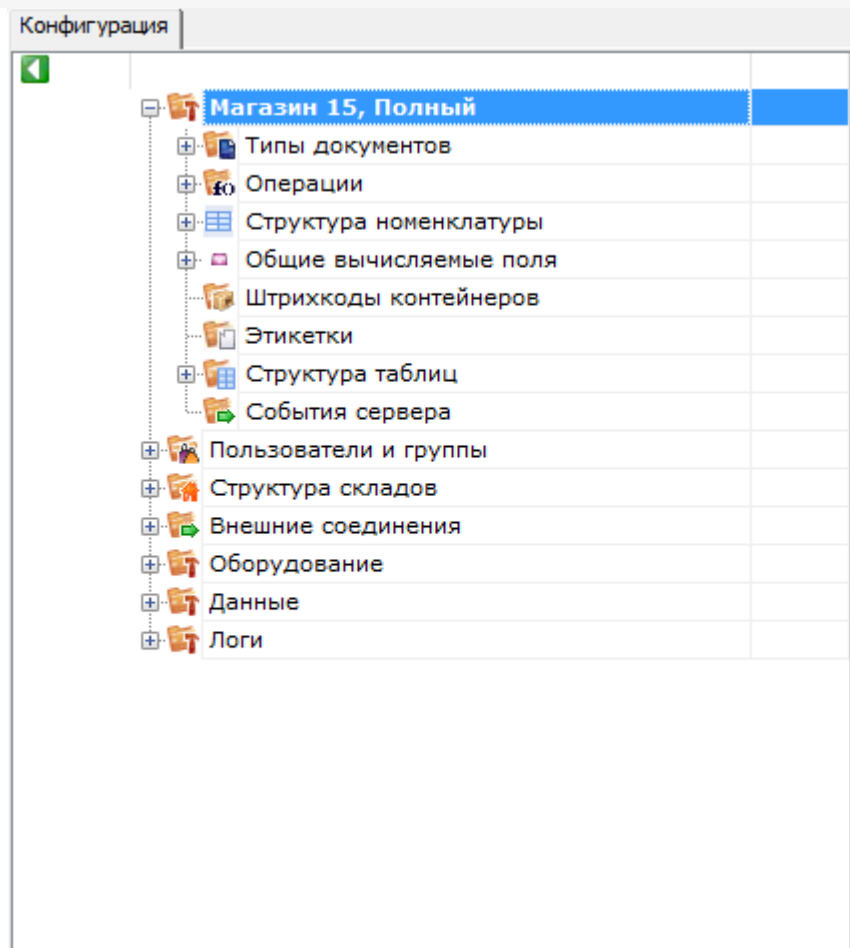 Конфигурация
Магазин 15, Полный
Типы документов
Операции
Структура номенклатуры
Общие вычисляемые поля
Штрихкоды контейнеров
Этикетки
Структура таблиц
События сервера
Пользователи и группы
Структура складов
Внешние соединения
Оборудование
Данные
Логи